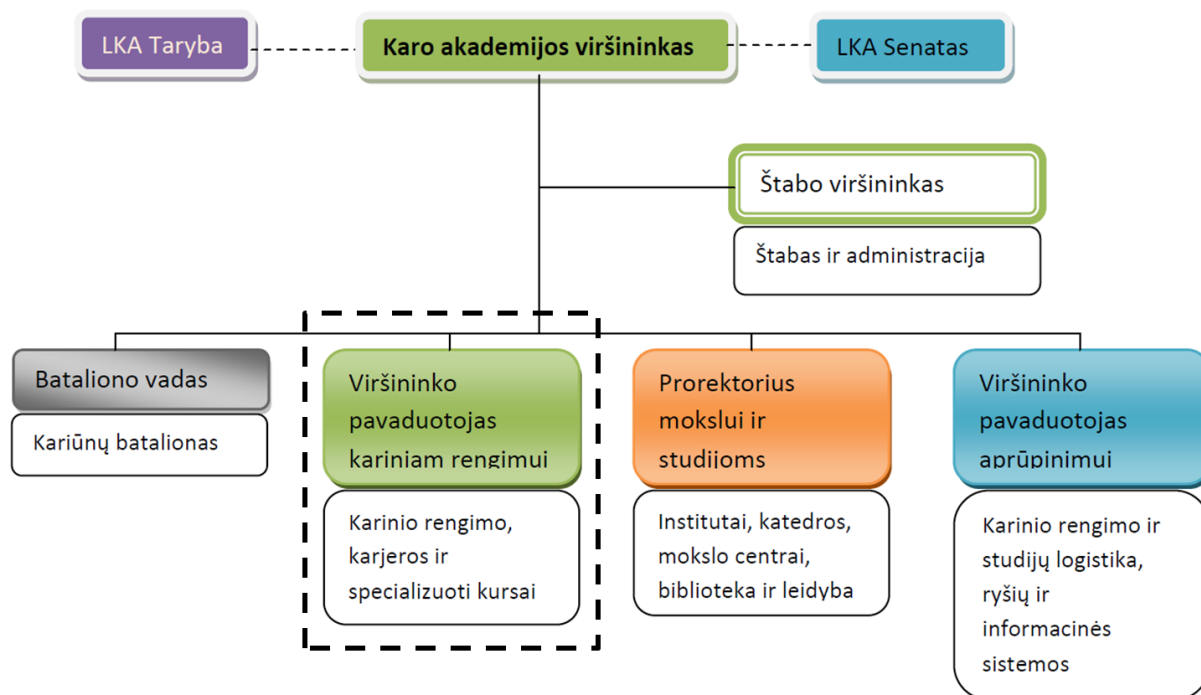 LKA Taryba
Karo akademijos viršininkas
LKA Senatas
Štabo viršininkas
Štabas ir administracija
Bataliono vadas
Kariūnų batalionas
Viršininko
pavaduotojas
kariniam rengimui
Karinio rengimo,
karjeros ir
specializuoti kursai
Prorektorius
mokslui ir
studijoms
Institutai, katedros,
mokslo centrai,
biblioteka ir leidyba
Viršininko
pavaduotojas
aprūpinimui
Karinio rengimo ir
studijų logistika,
ryšių ir
informacinės
sistemos